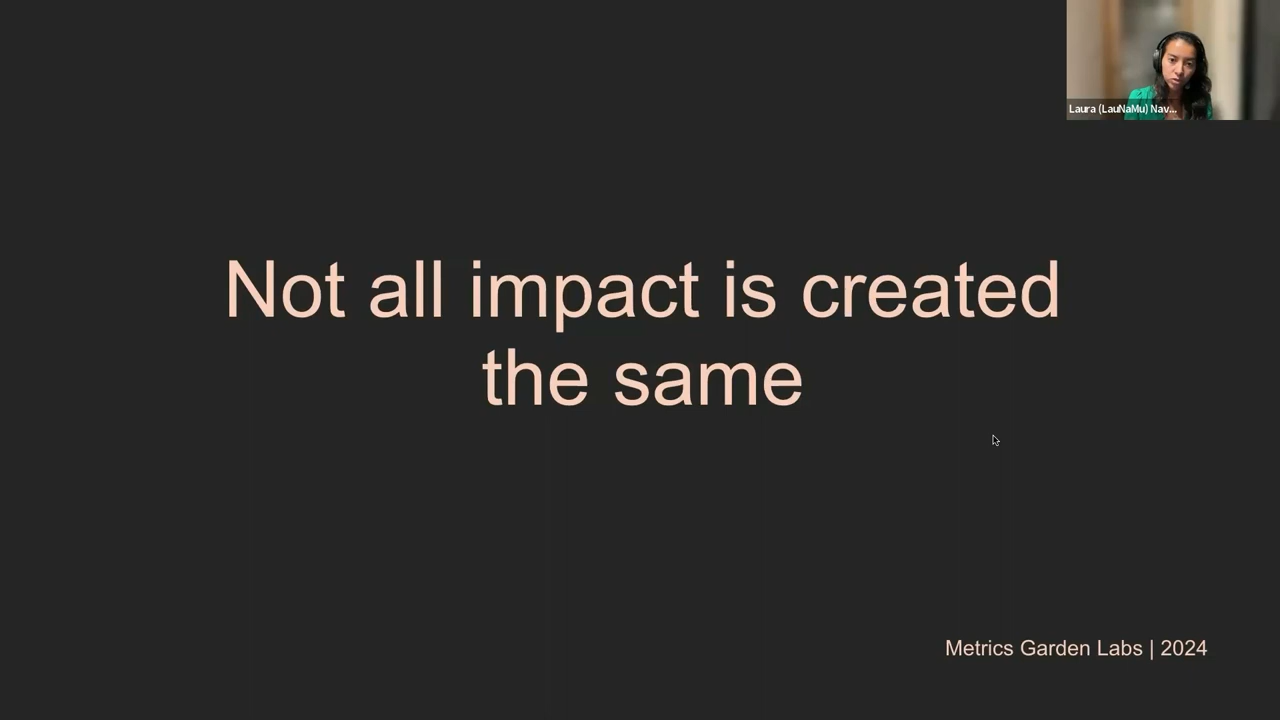 Laura (LauNaMu) Nav...
Not all impact is created
the same
Metrics Garden Labs | 2024